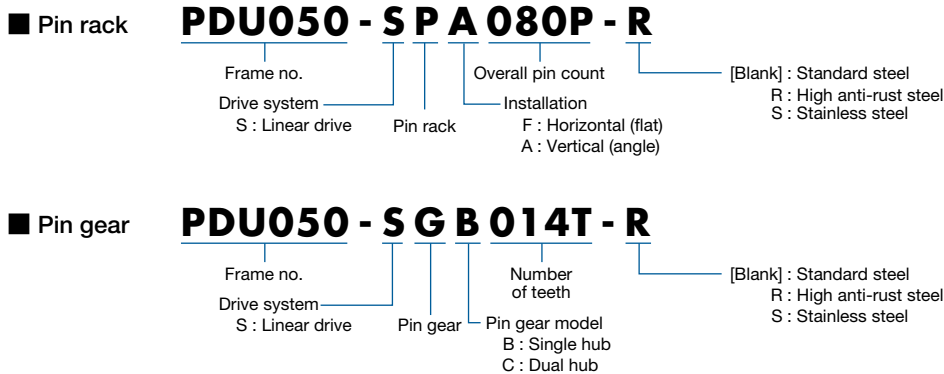 ■ Pin rack
PDU050 - S P A 080P - R
Frame no.
Drive system
S : Linear drive
Pin rack
Overall pin count
Installation
F : Horizontal (flat)
A : Vertical (angle)
[Blank] : Standard steel
R : High anti-rust steel
S : Stainless steel
■ Pin gear
PDU050 - S G B 014T - R
Frame no.
Drive system
S : Linear drive
Pin gear
Number
of teeth
Pin gear model
B : Single hub
C : Dual hub
[Blank] : Standard steel
R : High anti-rust steel
S : Stainless steel